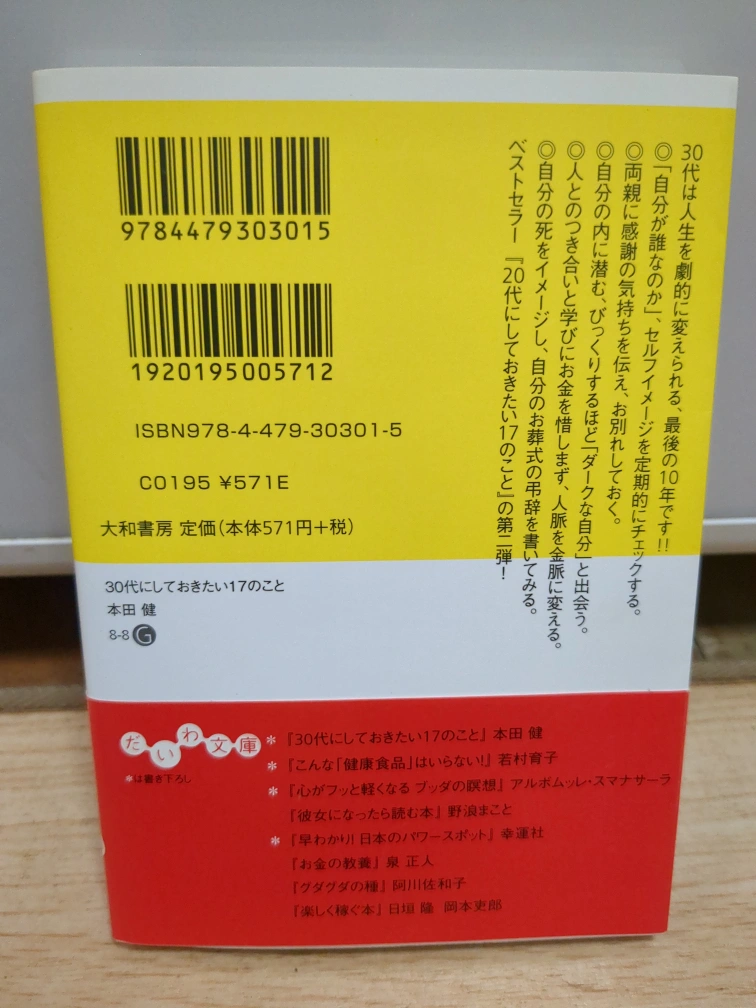 30代は人生を劇的に変えられる、最後の10年です!!
◎「自分が誰なのか」、セルフイメージを定期的にチェックする。
◎両親に感謝の気持ちを伝え、お別れしておく。
◎自分の内に潜む、びっくりするほど「ダークな自分」と出会う。
◎人とのつき合いと学びにお金を惜しまず、人脈を金脈に変える。
◎自分の死をイメージし、自分のお葬式の弔辞を書いてみる。
ベストセラー『20代にしておきたい17のこと』の第二弾！
9784479303015
1920195005712
ISBN978-4-479-30301-5
C0195 ¥571E
大和書房 定価(本体571円+税)
30代にしておきたい17のこと
本田 健
8-8 G
だいわ文庫
*は書き下ろし
*『30代にしておきたい17のこと』本田 健
*『こんな「健康食品」はいらない!』若村育子
*『心がフッと軽くなる ブッダの瞑想』アルボムッレ・スマナサーラ
『彼女になったら読む本』野浪まこと
*『早わかり! 日本のパワースポット』幸運社
『お金の教養』泉 正人
『グダグダの種』阿川佐和子
『楽しく稼ぐ本』日垣 隆 岡本吏郎